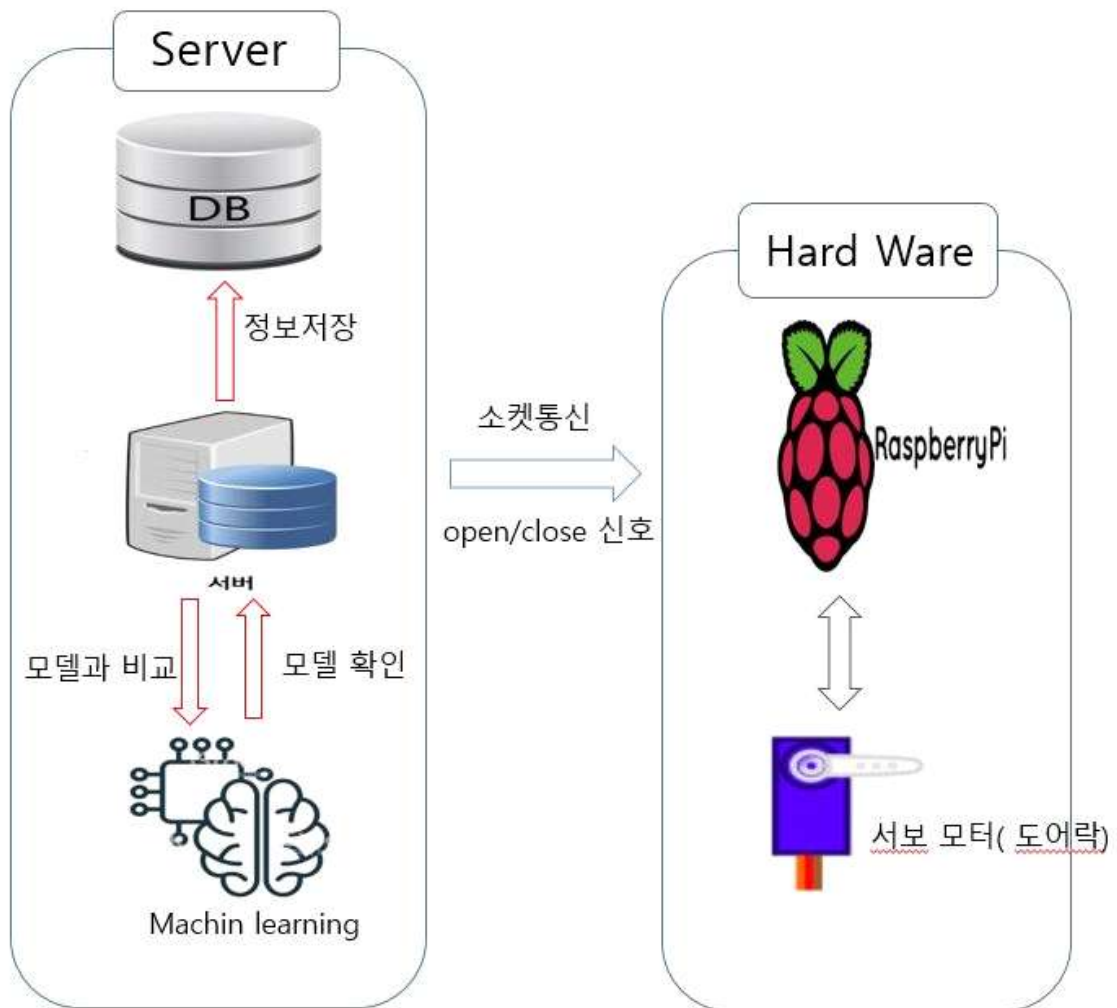 Server
DB
정보저장
서버
모델과 비교
모델 확인
Machin learning
소켓통신
open/close 신호
Hard Ware
RaspberryPi
서보 모터( 도어락)